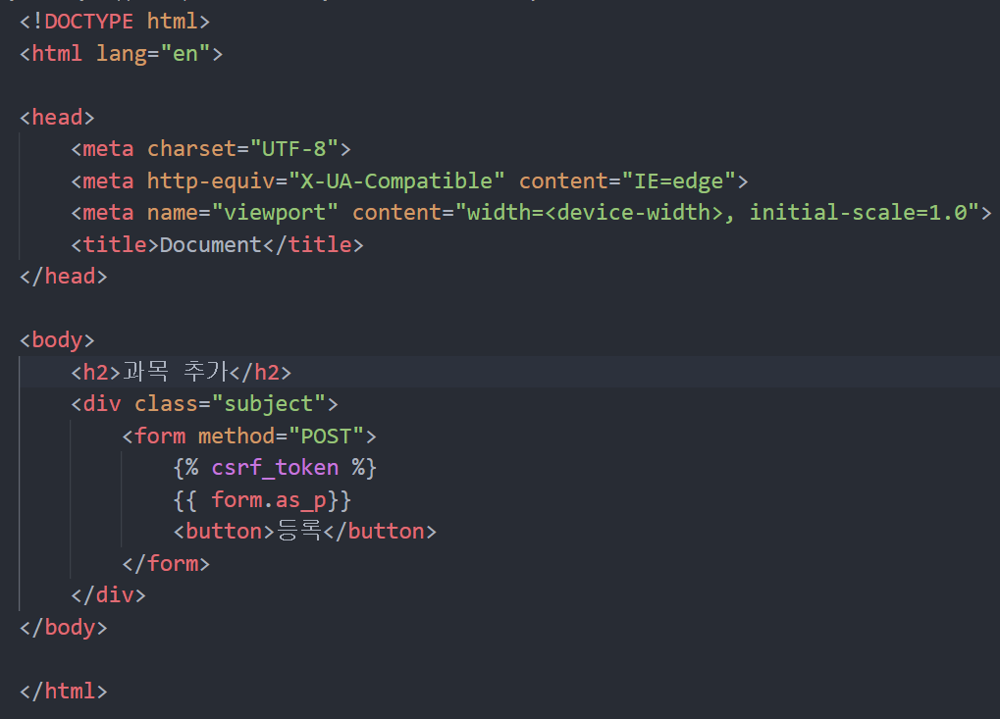 <!DOCTYPE html>
<html lang="en">
<head>
<meta charset="UTF-8">
<meta http-equiv="X-UA-Compatible" content="IE=edge">
<meta name="viewport" content="width=<device-width>, initial-scale=1.0">
<title>Document</title>
</head>
<body>
<h2>과목 추가</h2>
<div class="subject">
<form method="POST">
{% csrf_token %}
{{ form.as_p}}
<button>등록</button>
</form>
</div>
</body>
</html>